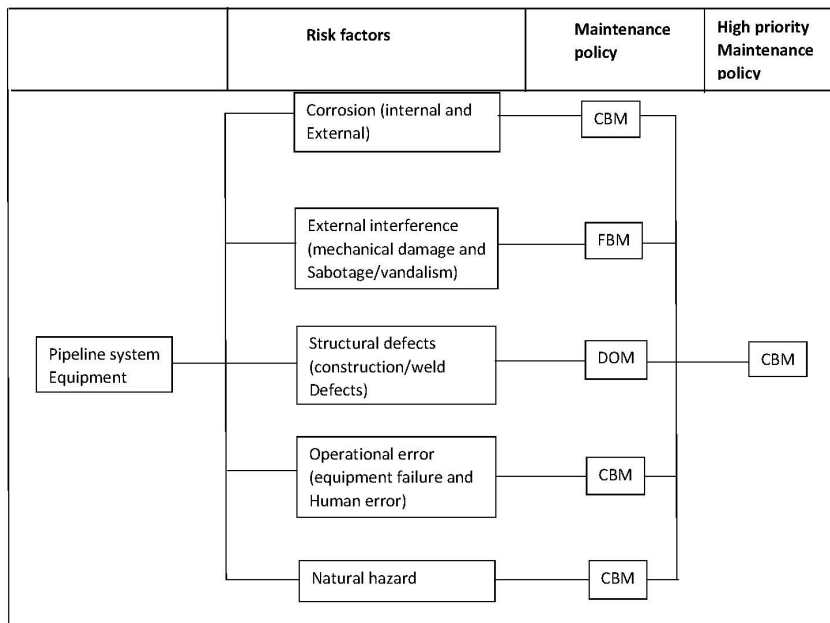 Risk factors
Maintenance
policy
High priority
Maintenance
policy
Corrosion (internal and
External)
CBM
External interference
(mechanical damage and
Sabotage/vandalism)
FBM
Pipeline system
Equipment
Structural defects
(construction/weld
Defects)
DOM
CBM
Operational error
(equipment failure and
Human error)
CBM
Natural hazard
CBM